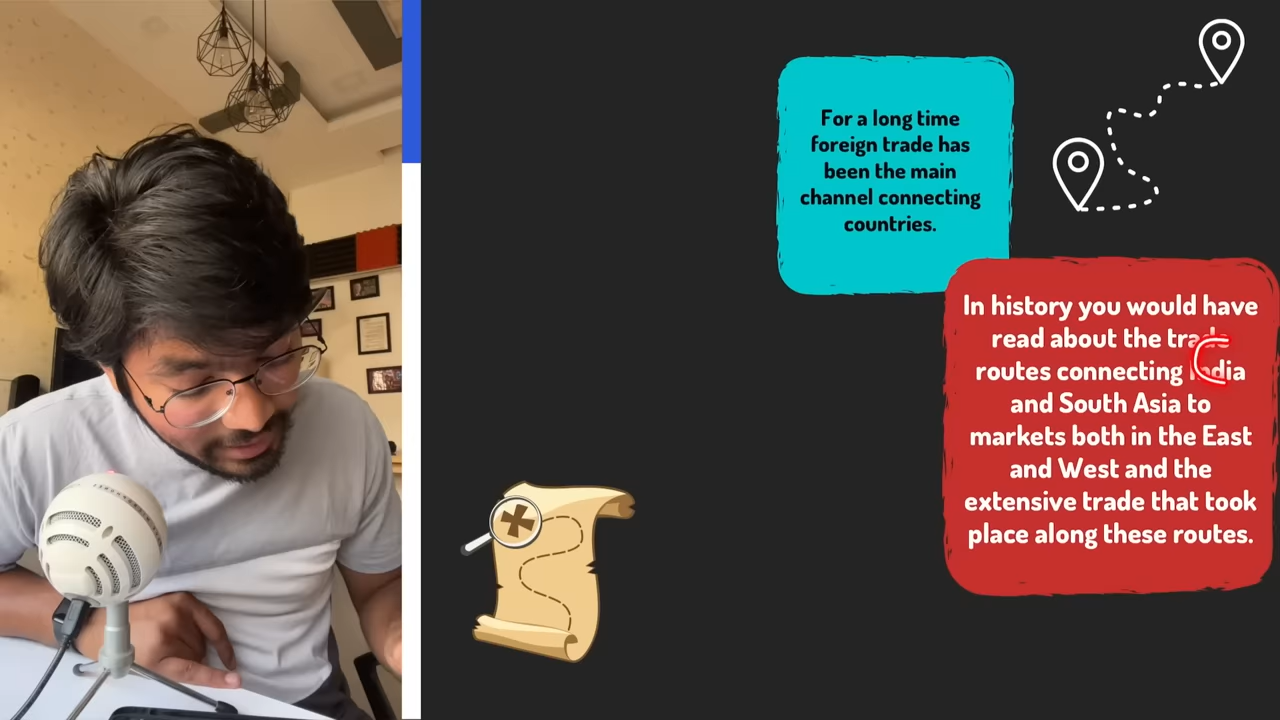 For a long time
foreign trade has
been the main
channel connecting
countries.
In history you would have
read about the trade
routes connecting India
and South Asia to
markets both in the East
and West and the
extensive trade that took
place along these routes.